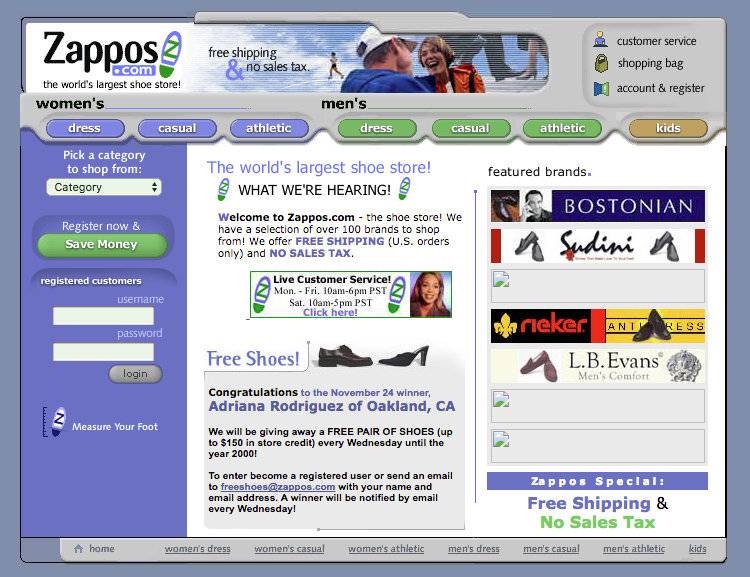 Zappos
.com
the world's largest shoe store!
free shipping
& no sales tax.
customer service
shopping bag
account & register
women's
men's
dress
casual
athletic
dress
casual
athletic
kids
Pick a category
to shop from:
Category
Register now &
Save Money
registered customers
username
password
login
Measure Your Foot
The world's largest shoe store!
WHAT WE'RE HEARING!
Welcome to Zappos.com - the shoe store! We
have a selection of over 100 brands to shop
from! We offer FREE SHIPPING (U.S. orders
only) and NO SALES TAX.
Live Customer Service!
Mon. - Fri. 10am-6pm PST
Sat. 10am-5pm PST
Click here!
Free Shoes!
Congratulations to the November 24 winner,
Adriana Rodriguez of Oakland, CA
We will be giving away a FREE PAIR OF SHOES (up
to $150 in store credit) every Wednesday until the
year 2000!
To enter become a registered user or send an email
to freeshoes@zappos.com with your name and
email address. A winner will be notified by email
every Wednesday!
featured brands.
BOSTONIAN
Sudini
rieker
L.B. Evans
Men's Comfort
Zappos Special:
Free Shipping &
No Sales Tax
home
women's dress
women's casual
women's athletic
men's dress
men's casual
men's athletic
kids